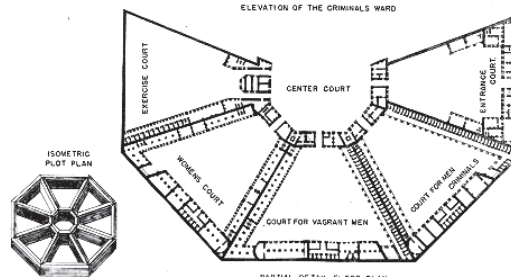 ELEVATION OF THE CRIMINALS WARD
EXERCISE COURT
CENTER COURT
ENTRANCE
COURT
ISOMETRIC
PLOT PLAN
WOMENS COURT
COURT FOR VAGRANT MEN
COURT FOR MEN
CRIMINALS
PARTIAL DETAIL FLOOR PLAN